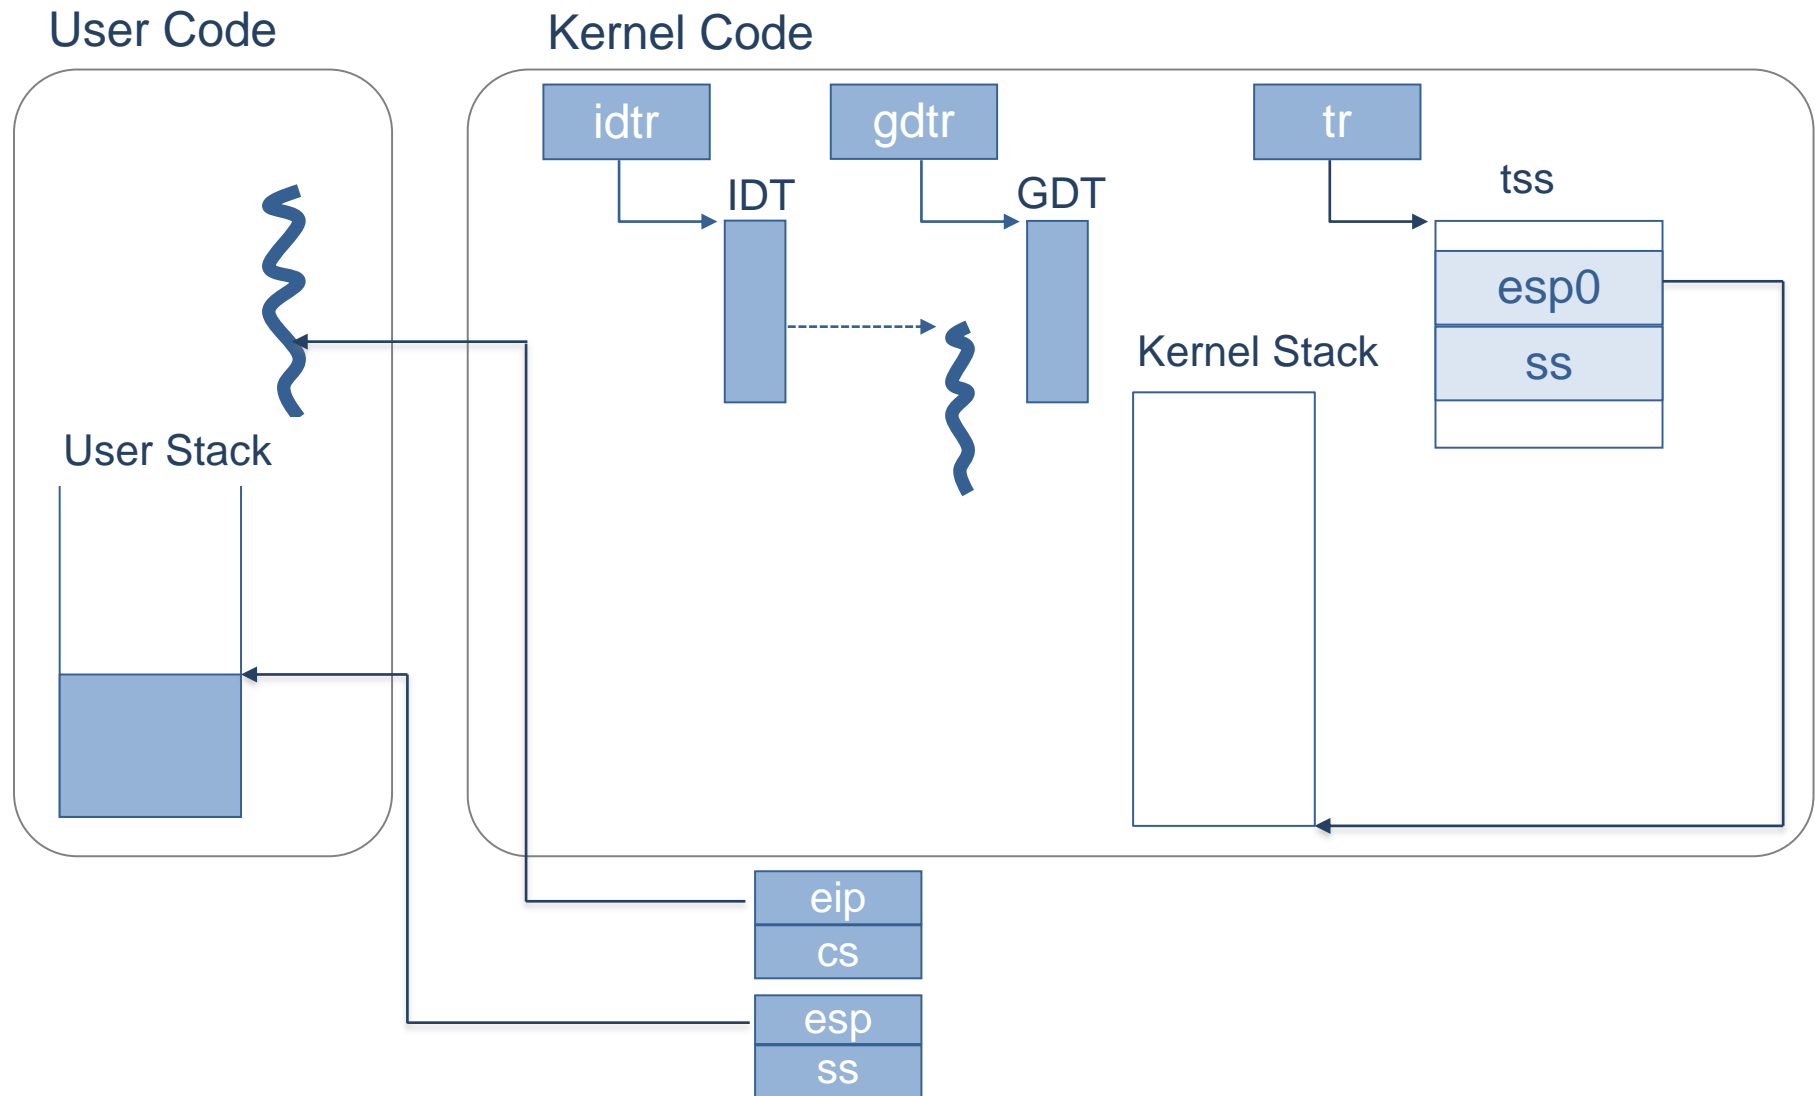 User Code
Kernel Code
idtr
gdtr
tr
IDT
GDT
tss
esp0
ss
Kernel Stack
User Stack
eip
cs
esp
ss